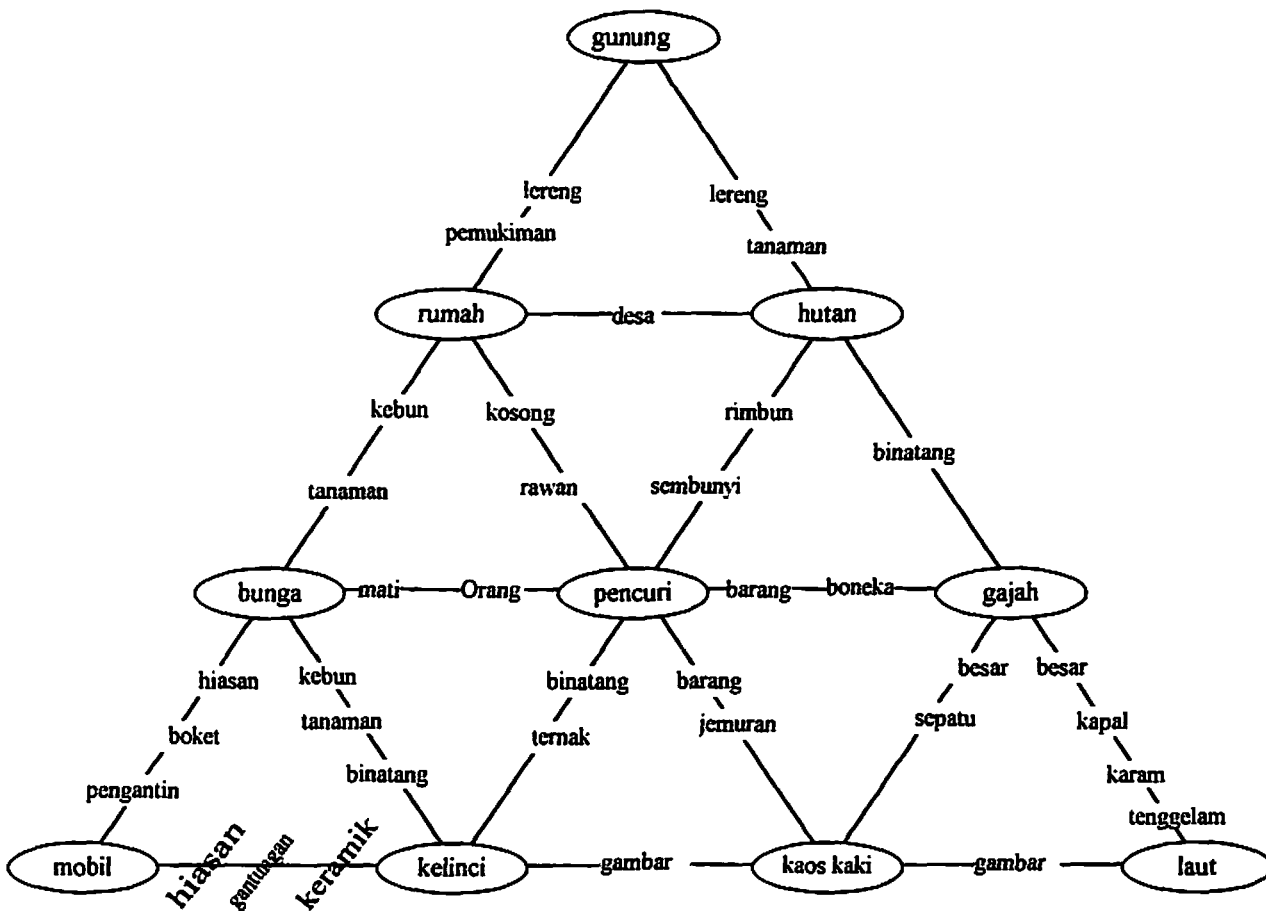 gunung
lereng lereng
pemukiman tanaman
rumah desa hutan
kebun kosong rimbun binatang
tanaman rawan sembunyi
bunga mati Orang pencuri barang boneka gajah
hiasan kebun binatang barang besar besar
boket tanaman ternak jemuran sepatu kapal
pengantin binatang karam
tenggelam
mobil hiasan gantungan keramik kelinci gambar kaos kaki gambar laut